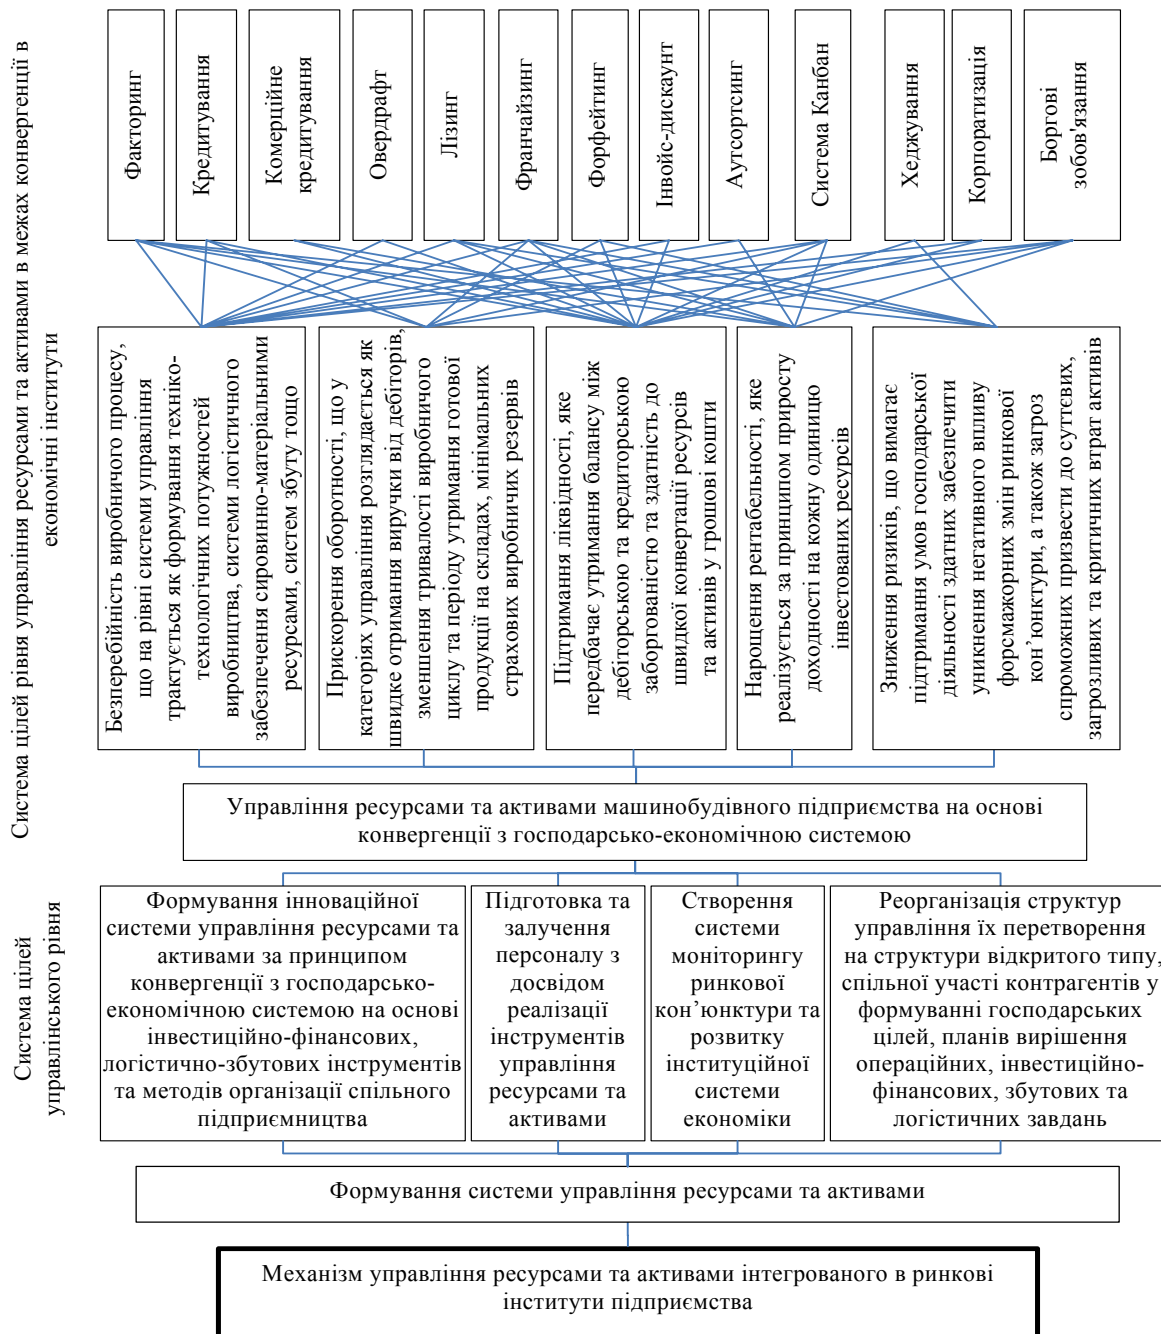 Система цілей рівня управління ресурсами та активами в межах конвергенції в
економічні інститути
Факторинг
Кредитування
Комерційне
кредитування
Овердрафт
Лізинг
Франчайзинг
Форфейтинг
Інвойс-дискаунт
Аутсортсинг
Система Канбан
Хеджування
Корпоратизація
Боргові
зобов'язання
Безперебійність виробничого процесу,
що на рівні системи управління
трактується як формування техніко-
технологічних потужностей
виробництва, системи логістичного
забезпечення сировинно-матеріальними
ресурсами, систем збуту тощо
Прискорення оборотності, що у
категоріях управління розглядається як
швидке отримання виручки від дебіторів,
зменшення тривалості виробничого
циклу та періоду утримання готової
продукції на складах, мінімальних
страхових виробничих резервів
Підтримання ліквідності, яке
передбачає утримання балансу між
дебіторською та кредиторською
заборгованістю та здатність до
швидкої конвертації ресурсів
та активів у грошові кошти
Нарощення рентабельності, яке
реалізується за принципом приросту
доходності на кожну одиницю
інвестованих ресурсів
Зниження ризиків, що вимагає
підтримання умов господарської
діяльності здатних забезпечити
уникнення негативного впливу
форсмажорних змін ринкової
кон’юнктури, а також загроз
спроможних призвести до суттєвих,
загрозливих та критичних втрат активів
Управління ресурсами та активами машинобудівного підприємства на основі
конвергенції з господарсько-економічною системою
Система цілей
управлінського рівня
Формування інноваційної
системи управління ресурсами та
активами за принципом
конвергенції з господарсько-
економічною системою на основі
інвестиційно-фінансових,
логістично-збутових інструментів
та методів організації спільного
підприємництва
Підготовка та
залучення
персоналу з
досвідом
реалізації
інструментів
управління
ресурсами та
активами
Створення
системи
моніторингу
ринкової
кон’юнктури та
розвитку
інституційної
системи
економіки
Реорганізація структур
управління їх перетворення
на структури відкритого типу,
спільної участі контрагентів у
формуванні господарських
цілей, планів вирішення
операційних, інвестиційно-
фінансових, збутових та
логістичних завдань
Формування системи управління ресурсами та активами
Механізм управління ресурсами та активами інтегрованого в ринкові
інститути підприємства